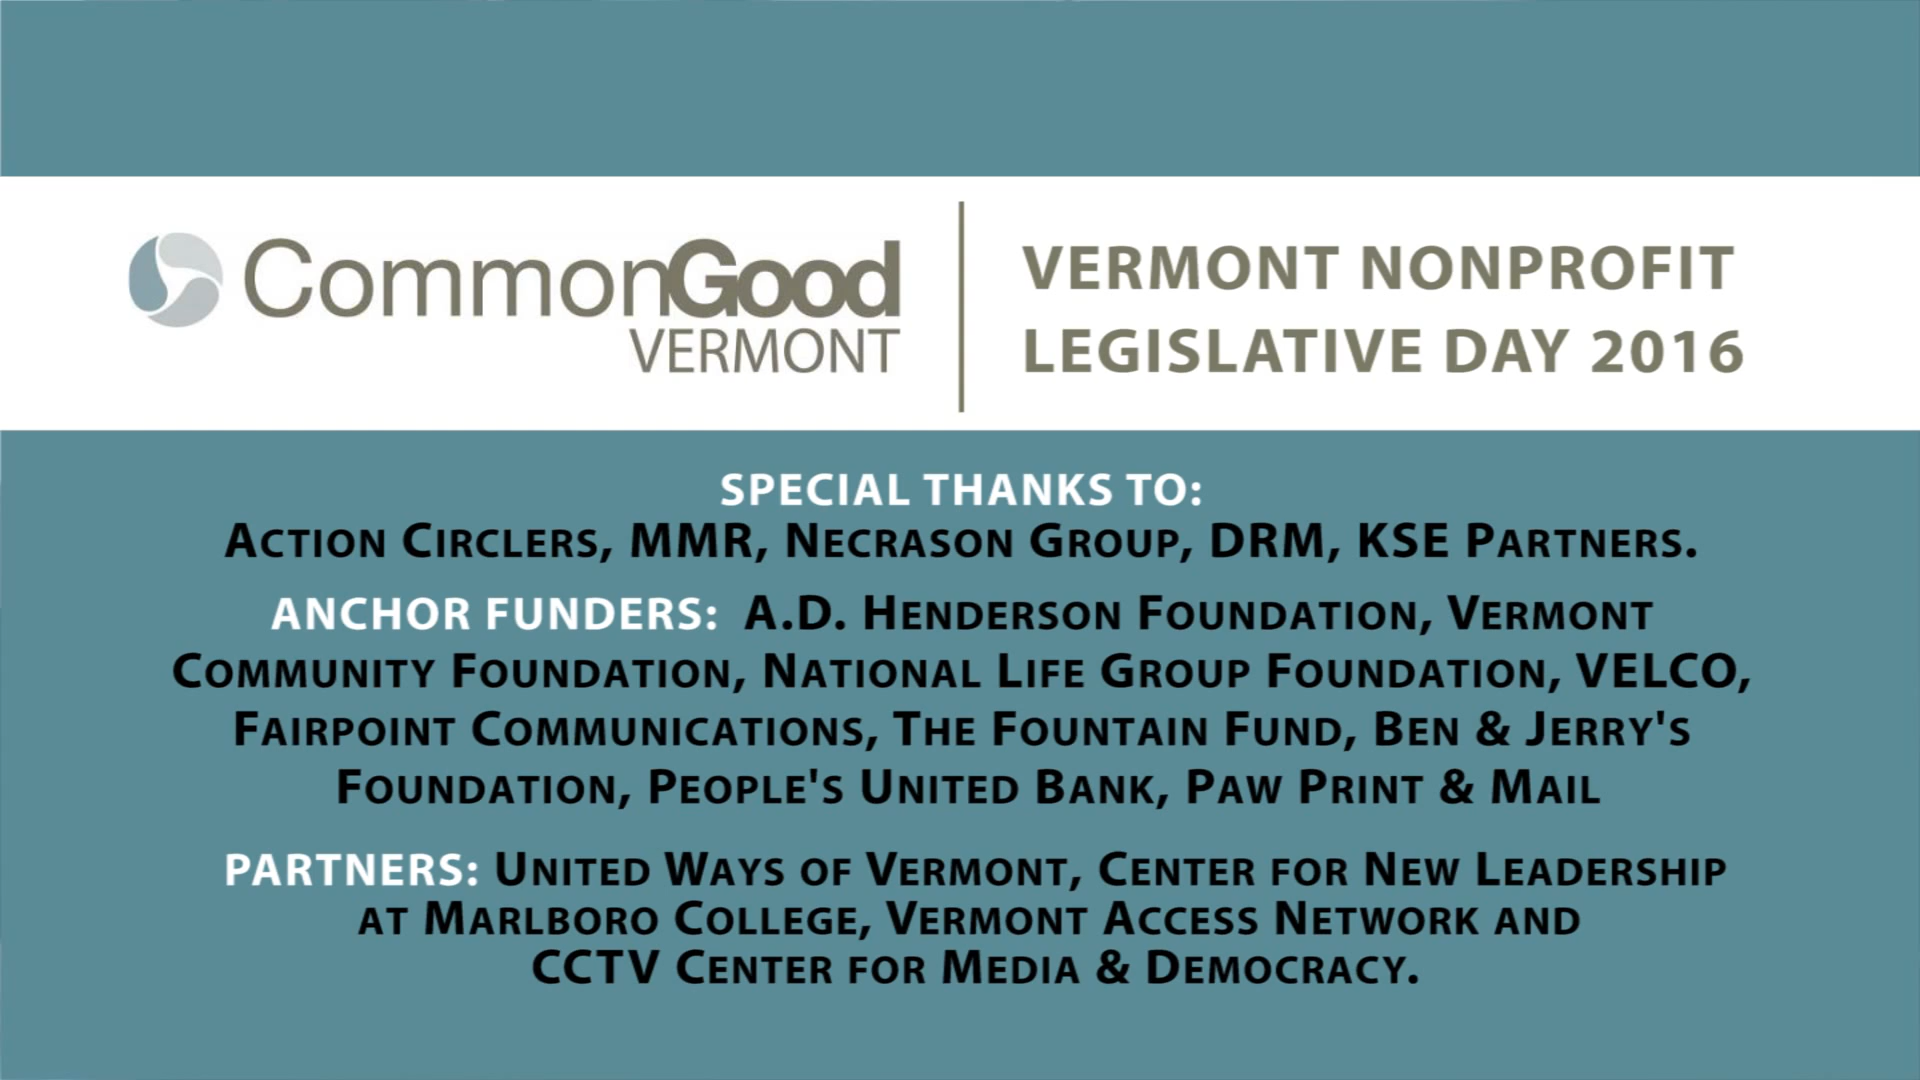 CommonGood
VERMONT
VERMONT NONPROFIT
LEGISLATIVE DAY 2016
SPECIAL THANKS TO:
ACTION CIRCLERS, MMR, NECRASON GROUP, DRM, KSE PARTNERS.
ANCHOR FUNDERS: A.D. HENDERSON FOUNDATION, VERMONT
COMMUNITY FOUNDATION, NATIONAL LIFE GROUP FOUNDATION, VELCO,
FAIRPOINT COMMUNICATIONS, THE FOUNTAIN FUND, BEN & JERRY'S
FOUNDATION, PEOPLE'S UNITED BANK, PAW PRINT & MAIL
PARTNERS: UNITED WAYS OF VERMONT, CENTER FOR NEW LEADERSHIP
AT MARLBORO COLLEGE, VERMONT ACCESS NETWORK AND
CCTV CENTER FOR MEDIA & DEMOCRACY.